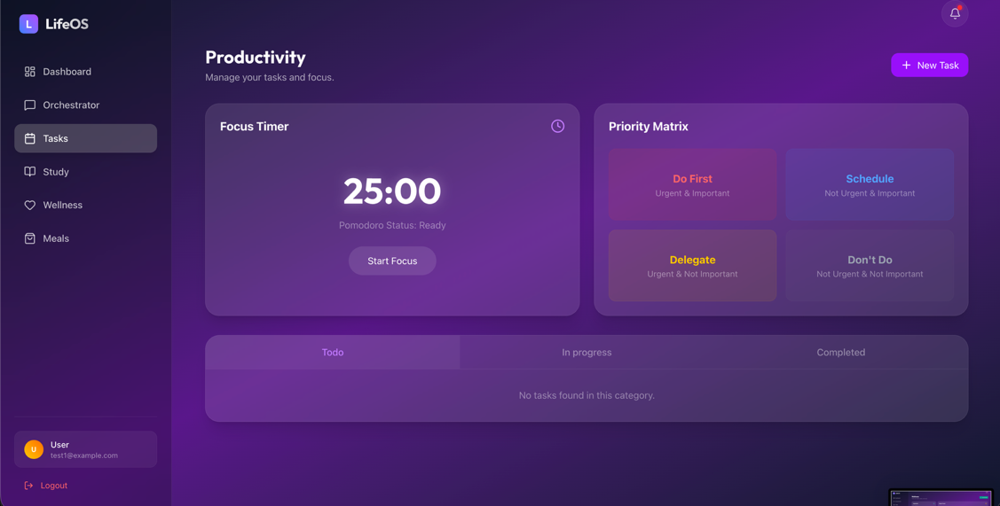 L LifeOS
Dashboard
Orchestrator
Tasks
Study
Wellness
Meals
U
User
test1@example.com
Logout
Productivity
Manage your tasks and focus.
New Task
Focus Timer
25:00
Pomodoro Status: Ready
Start Focus
Priority Matrix
Do First
Urgent & Important
Schedule
Not Urgent & Important
Delegate
Urgent & Not Important
Don't Do
Not Urgent & Not Important
Todo
In progress
Completed
No tasks found in this category.